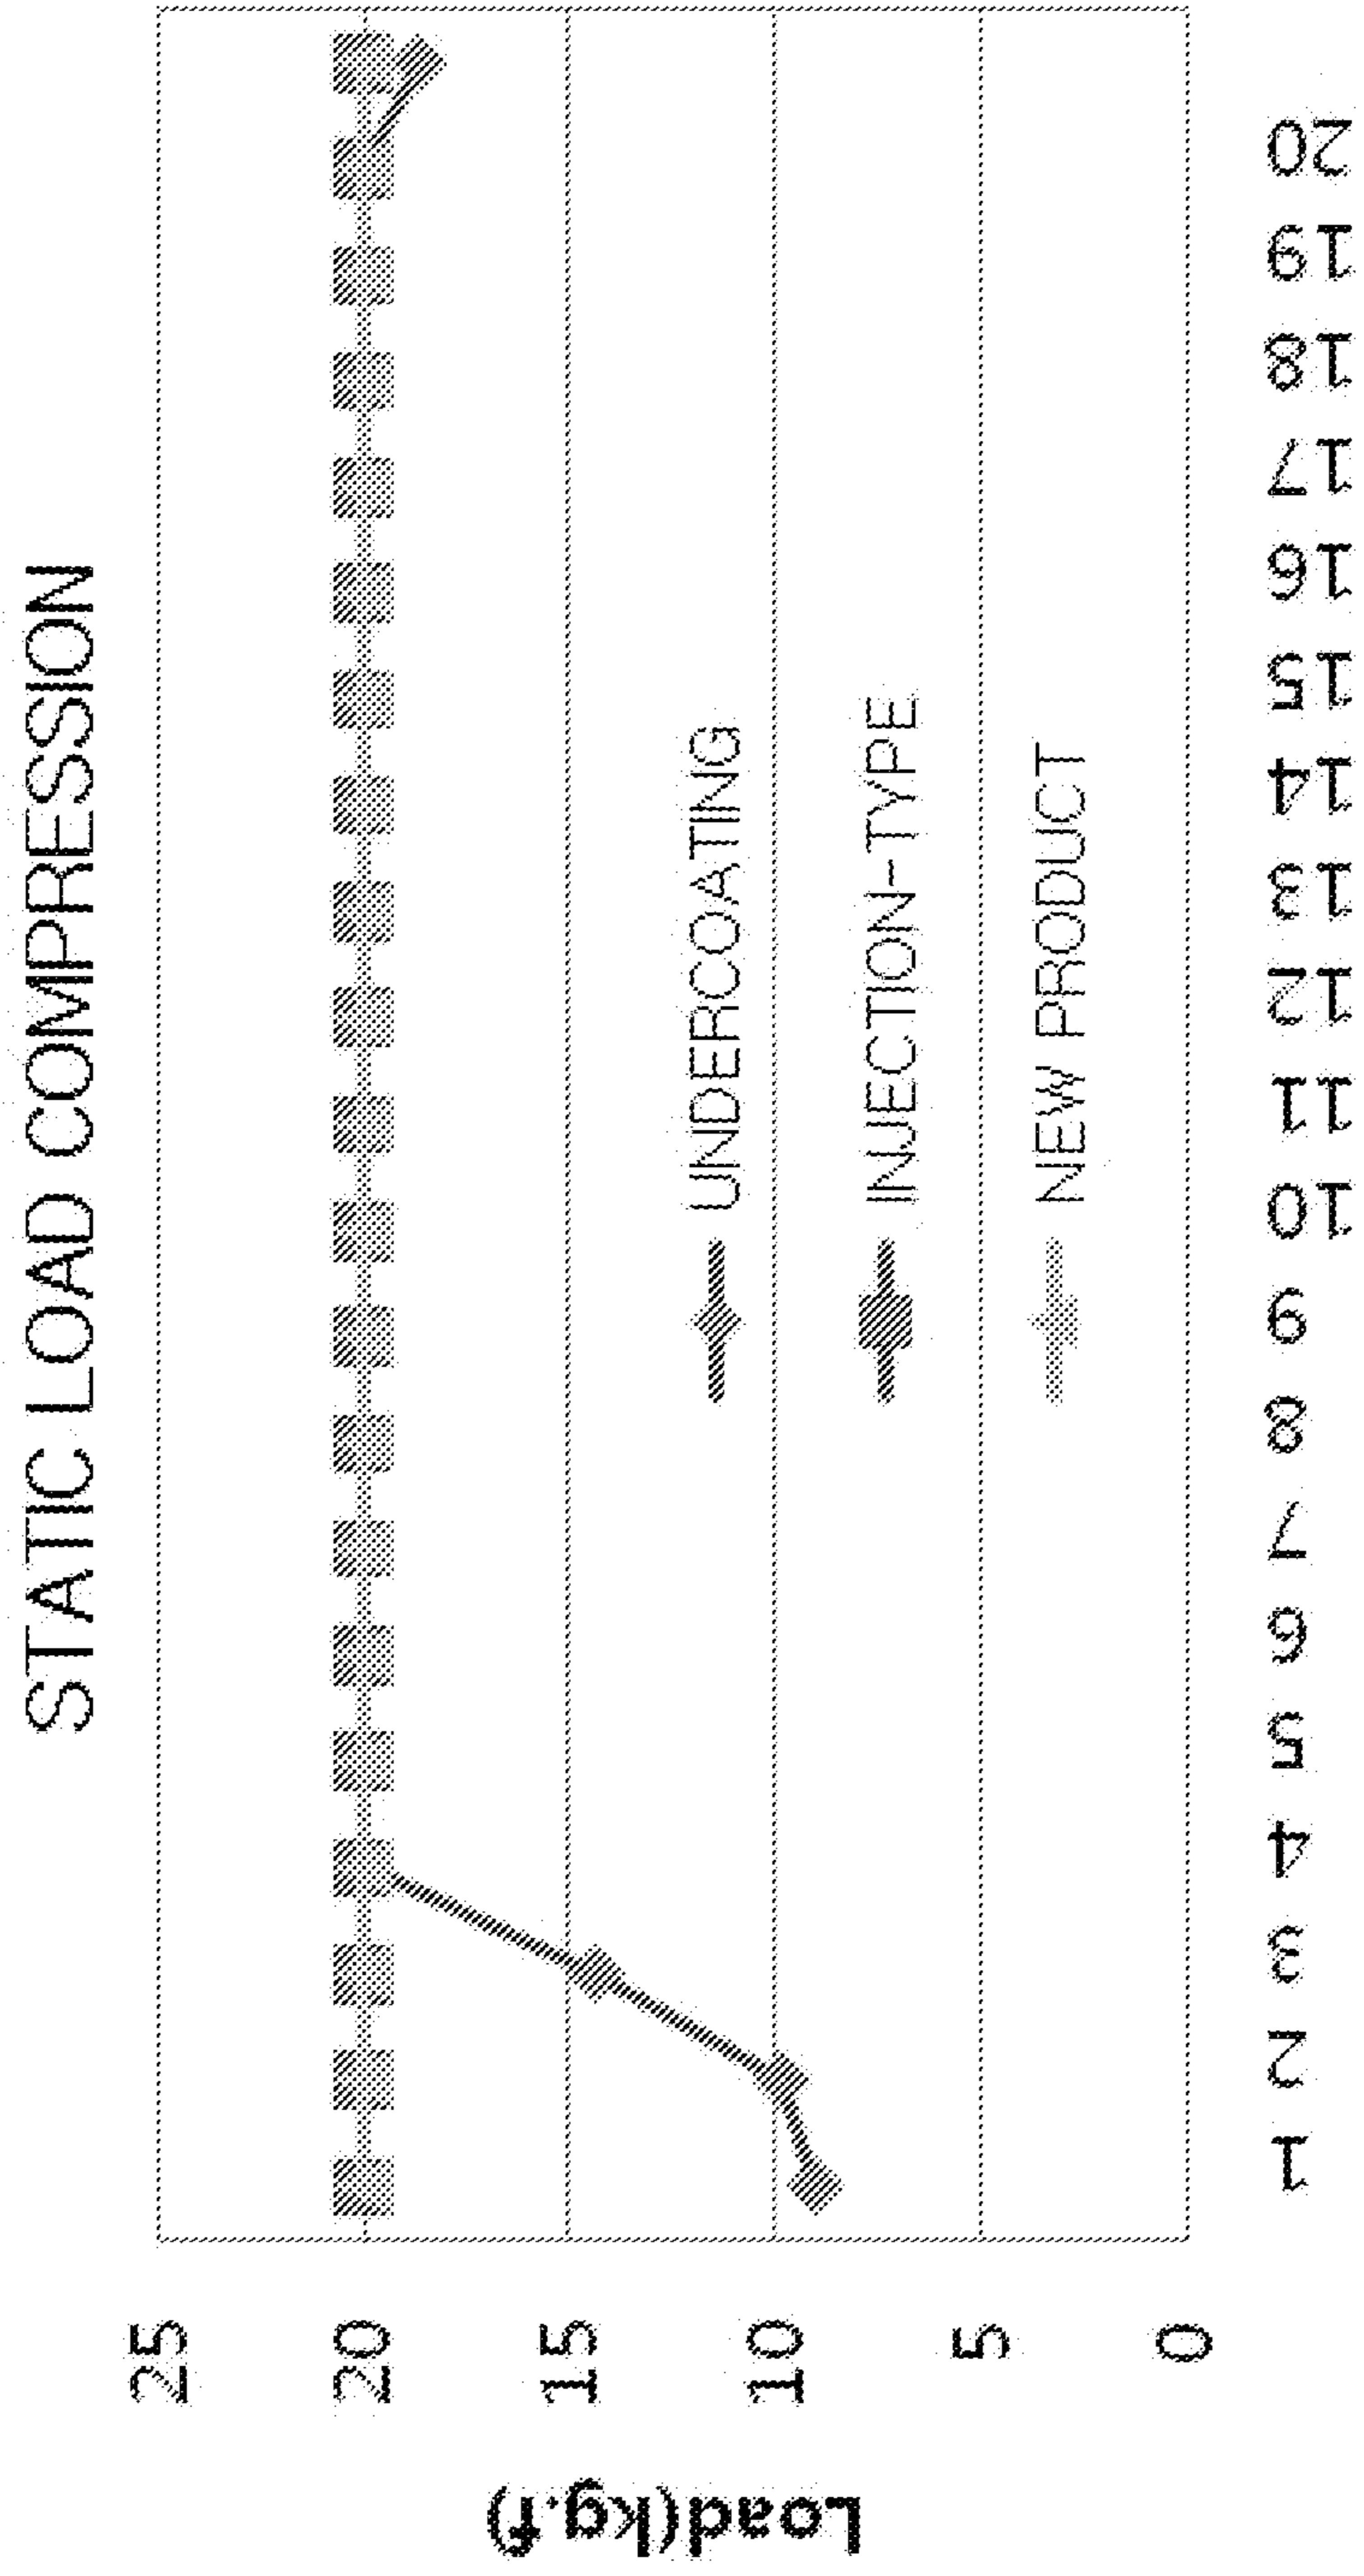 STATIC LOAD COMPRESSION
Load(kg.f)
25
20
15
10
5
0
UNDERCOATING
INJECTION-TYPE
NEW PRODUCT
1 2 3 4 5 6 7 8 9 10 11 12 13 14 15 16 17 18 19 20